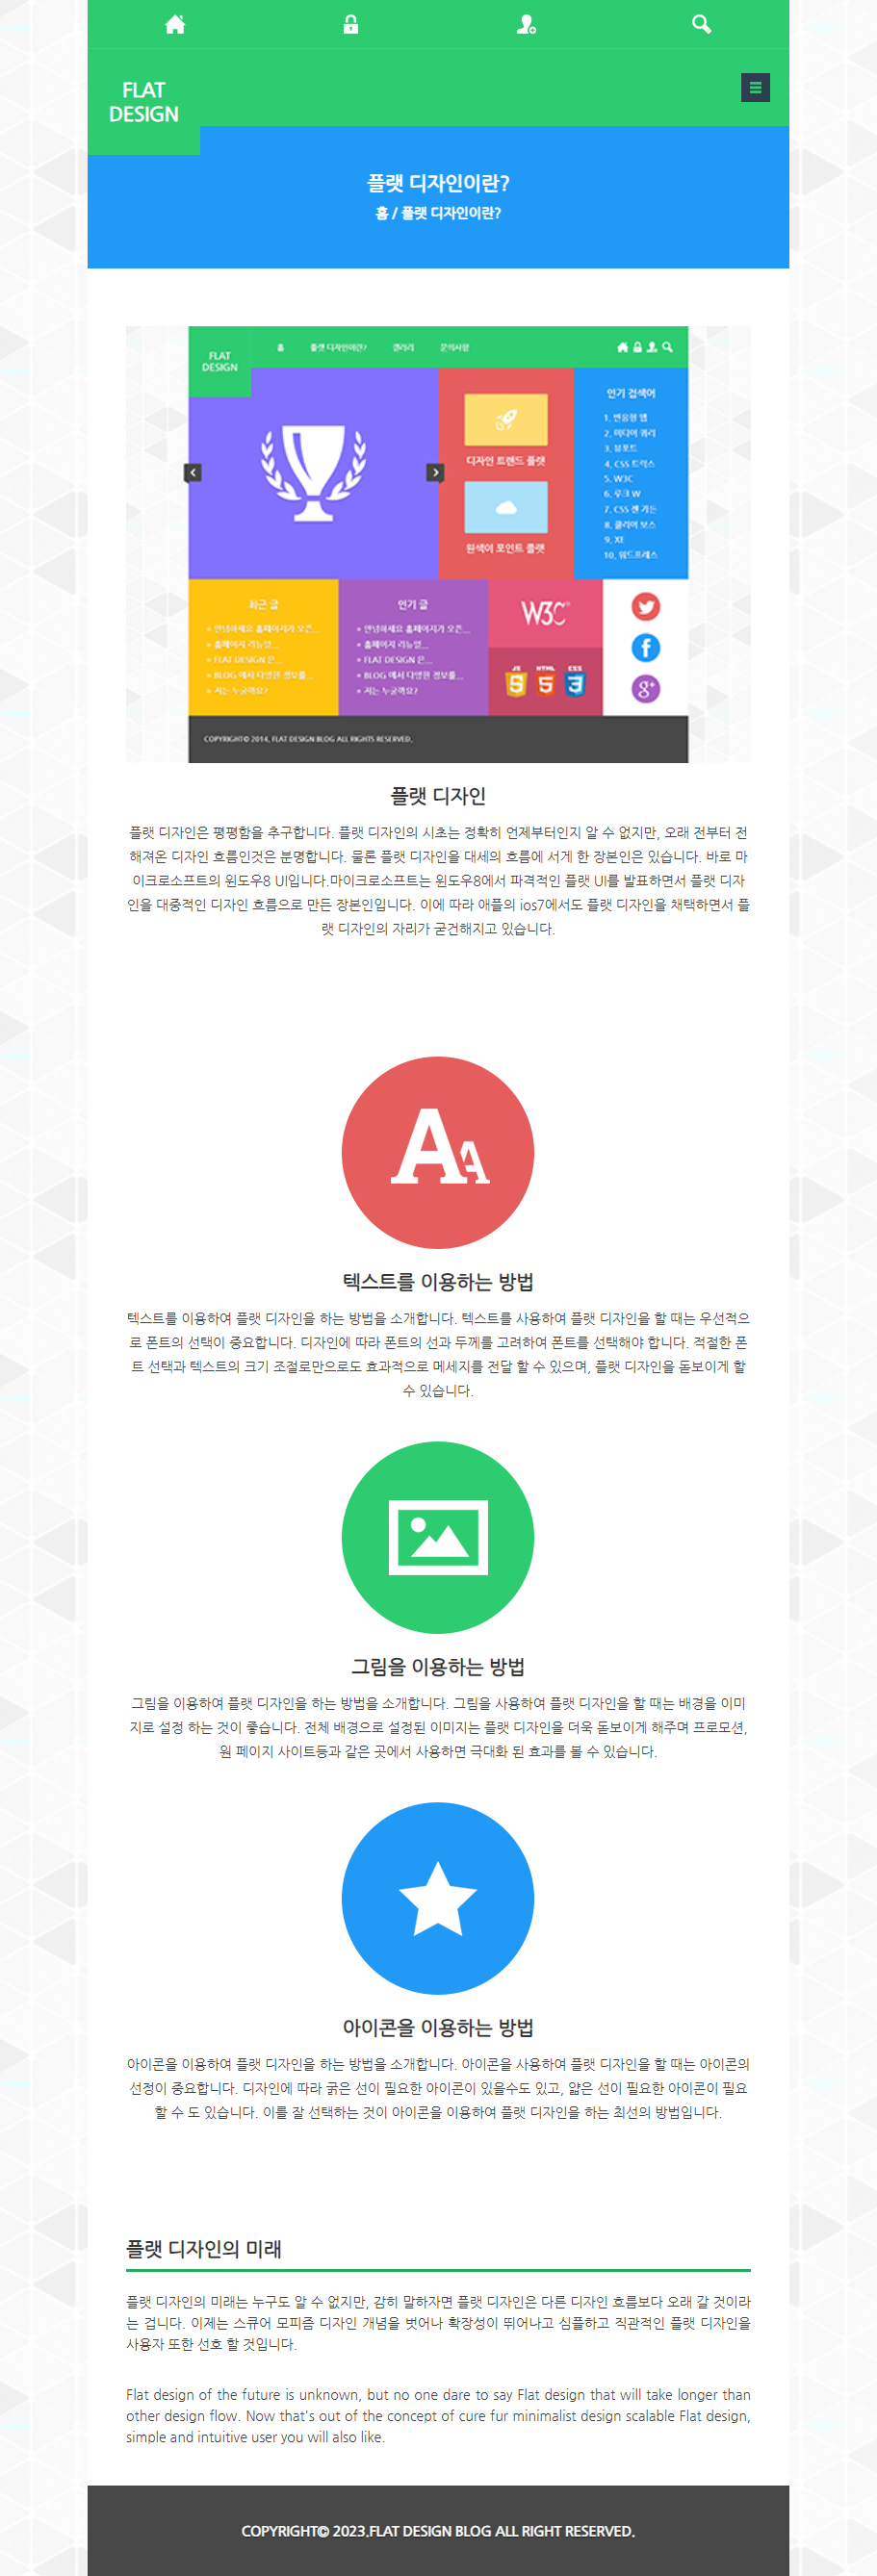 FLAT
DESIGN
플랫 디자인이란?
홈 / 플랫 디자인이란?
FLAT
DESIGN
홈
플랫 디자인이란?
갤러리
문의사항
디자인 트렌드 플랫
원색이 포인트 플랫
인기 검색어
1. 반응형 웹
2. 미디어 쿼리
3. 뷰포트
4. CSS 트릭스
5. W3C
6. 루크 W
7. CSS 젠 가든
8. 클리어 보스
9. XE
10. 워드프레스
최근 글
안녕하세요 홈페이지가 오픈...
홈페이지 리뉴얼...
FLAT DESIGN 은...
BLOG 에서 다양한 정보를...
저는 누굴까요?
인기 글
안녕하세요 홈페이지가 오픈...
홈페이지 리뉴얼...
FLAT DESIGN 은...
BLOG 에서 다양한 정보를...
저는 누굴까요?
W3C
JS
5
HTML
5
CSS
3
g+
COPYRIGHT© 2014. FLAT DESIGN BLOG ALL RIGHTS RESERVED.
플랫 디자인
플랫 디자인은 평평함을 추구합니다. 플랫 디자인의 시초는 정확히 언제부터인지 알 수 없지만, 오래 전부터 전
해져온 디자인 흐름인것은 분명합니다. 물론 플랫 디자인을 대세의 흐름에 서게 한 장본인은 있습니다. 바로 마
이크로소프트의 윈도우8 UI입니다.마이크로소프트는 윈도우8에서 파격적인 플랫 UI를 발표하면서 플랫 디자
인을 대중적인 디자인 흐름으로 만든 장본인입니다. 이에 따라 애플의 ios7에서도 플랫 디자인을 채택하면서 플
랫 디자인의 자리가 굳건해지고 있습니다.
AA
텍스트를 이용하는 방법
텍스트를 이용하여 플랫 디자인을 하는 방법을 소개합니다. 텍스트를 사용하여 플랫 디자인을 할 때는 우선적으
로 폰트의 선택이 중요합니다. 디자인에 따라 폰트의 선과 두께를 고려하여 폰트를 선택해야 합니다. 적절한 폰
트 선택과 텍스트의 크기 조절로만으로도 효과적으로 메세지를 전달 할 수 있으며, 플랫 디자인을 돋보이게 할
수 있습니다.
그림을 이용하는 방법
그림을 이용하여 플랫 디자인을 하는 방법을 소개합니다. 그림을 사용하여 플랫 디자인을 할 때는 배경을 이미
지로 설정 하는 것이 좋습니다. 전체 배경으로 설정된 이미지는 플랫 디자인을 더욱 돋보이게 해주며 프로모션,
원 페이지 사이트등과 같은 곳에서 사용하면 극대화 된 효과를 볼 수 있습니다.
아이콘을 이용하는 방법
아이콘을 이용하여 플랫 디자인을 하는 방법을 소개합니다. 아이콘을 사용하여 플랫 디자인을 할 때는 아이콘의
선정이 중요합니다. 디자인에 따라 굵은 선이 필요한 아이콘이 있을수도 있고, 얇은 선이 필요한 아이콘이 필요
할 수 도 있습니다. 이를 잘 선택하는 것이 아이콘을 이용하여 플랫 디자인을 하는 최선의 방법입니다.
플랫 디자인의 미래
플랫 디자인의 미래는 누구도 알 수 없지만, 감히 말하자면 플랫 디자인은 다른 디자인 흐름보다 오래 갈 것이라
는 겁니다. 이제는 스큐어 모피즘 디자인 개념을 벗어나 확장성이 뛰어나고 심플하고 직관적인 플랫 디자인을
사용자 또한 선호 할 것입니다.
Flat design of the future is unknown, but no one dare to say Flat design that will take longer than
other design flow. Now that's out of the concept of cure fur minimalist design scalable Flat design,
simple and intuitive user you will also like.
COPYRIGHT© 2023.FLAT DESIGN BLOG ALL RIGHT RESERVED.